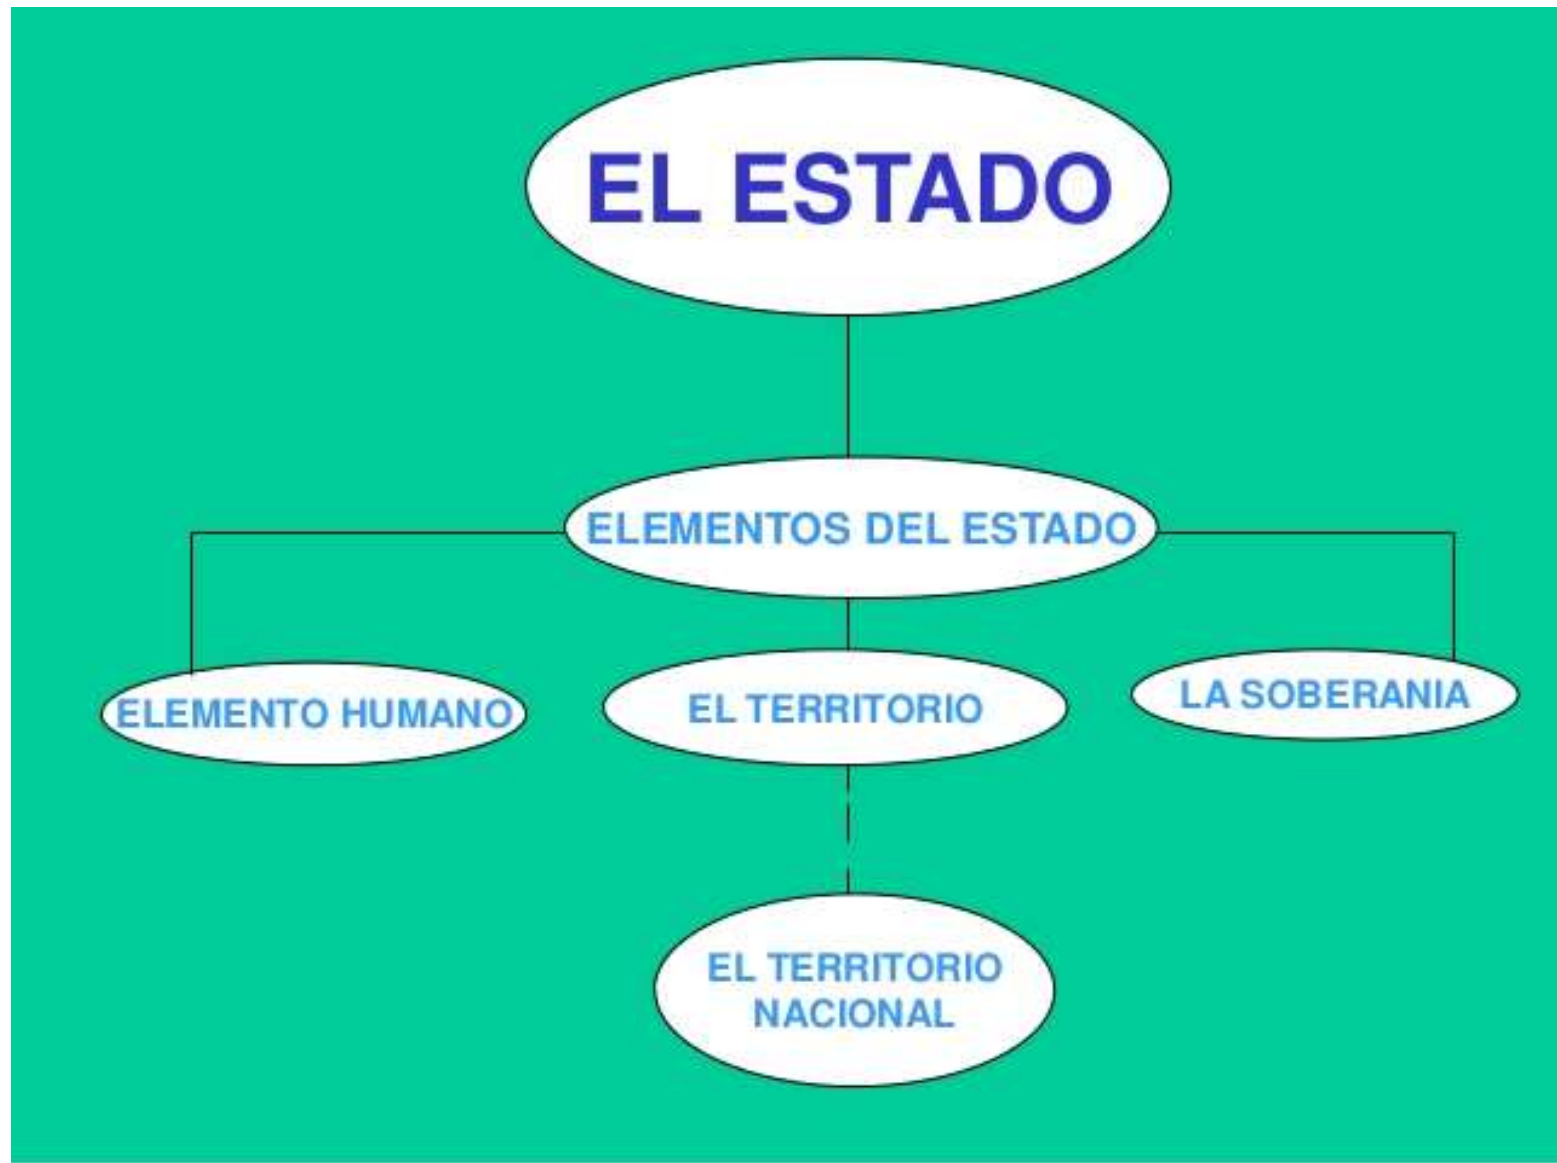 EL ESTADO
ELEMENTOS DEL ESTADO
ELEMENTO HUMANO
EL TERRITORIO
LA SOBERANIA
EL TERRITORIO
NACIONAL